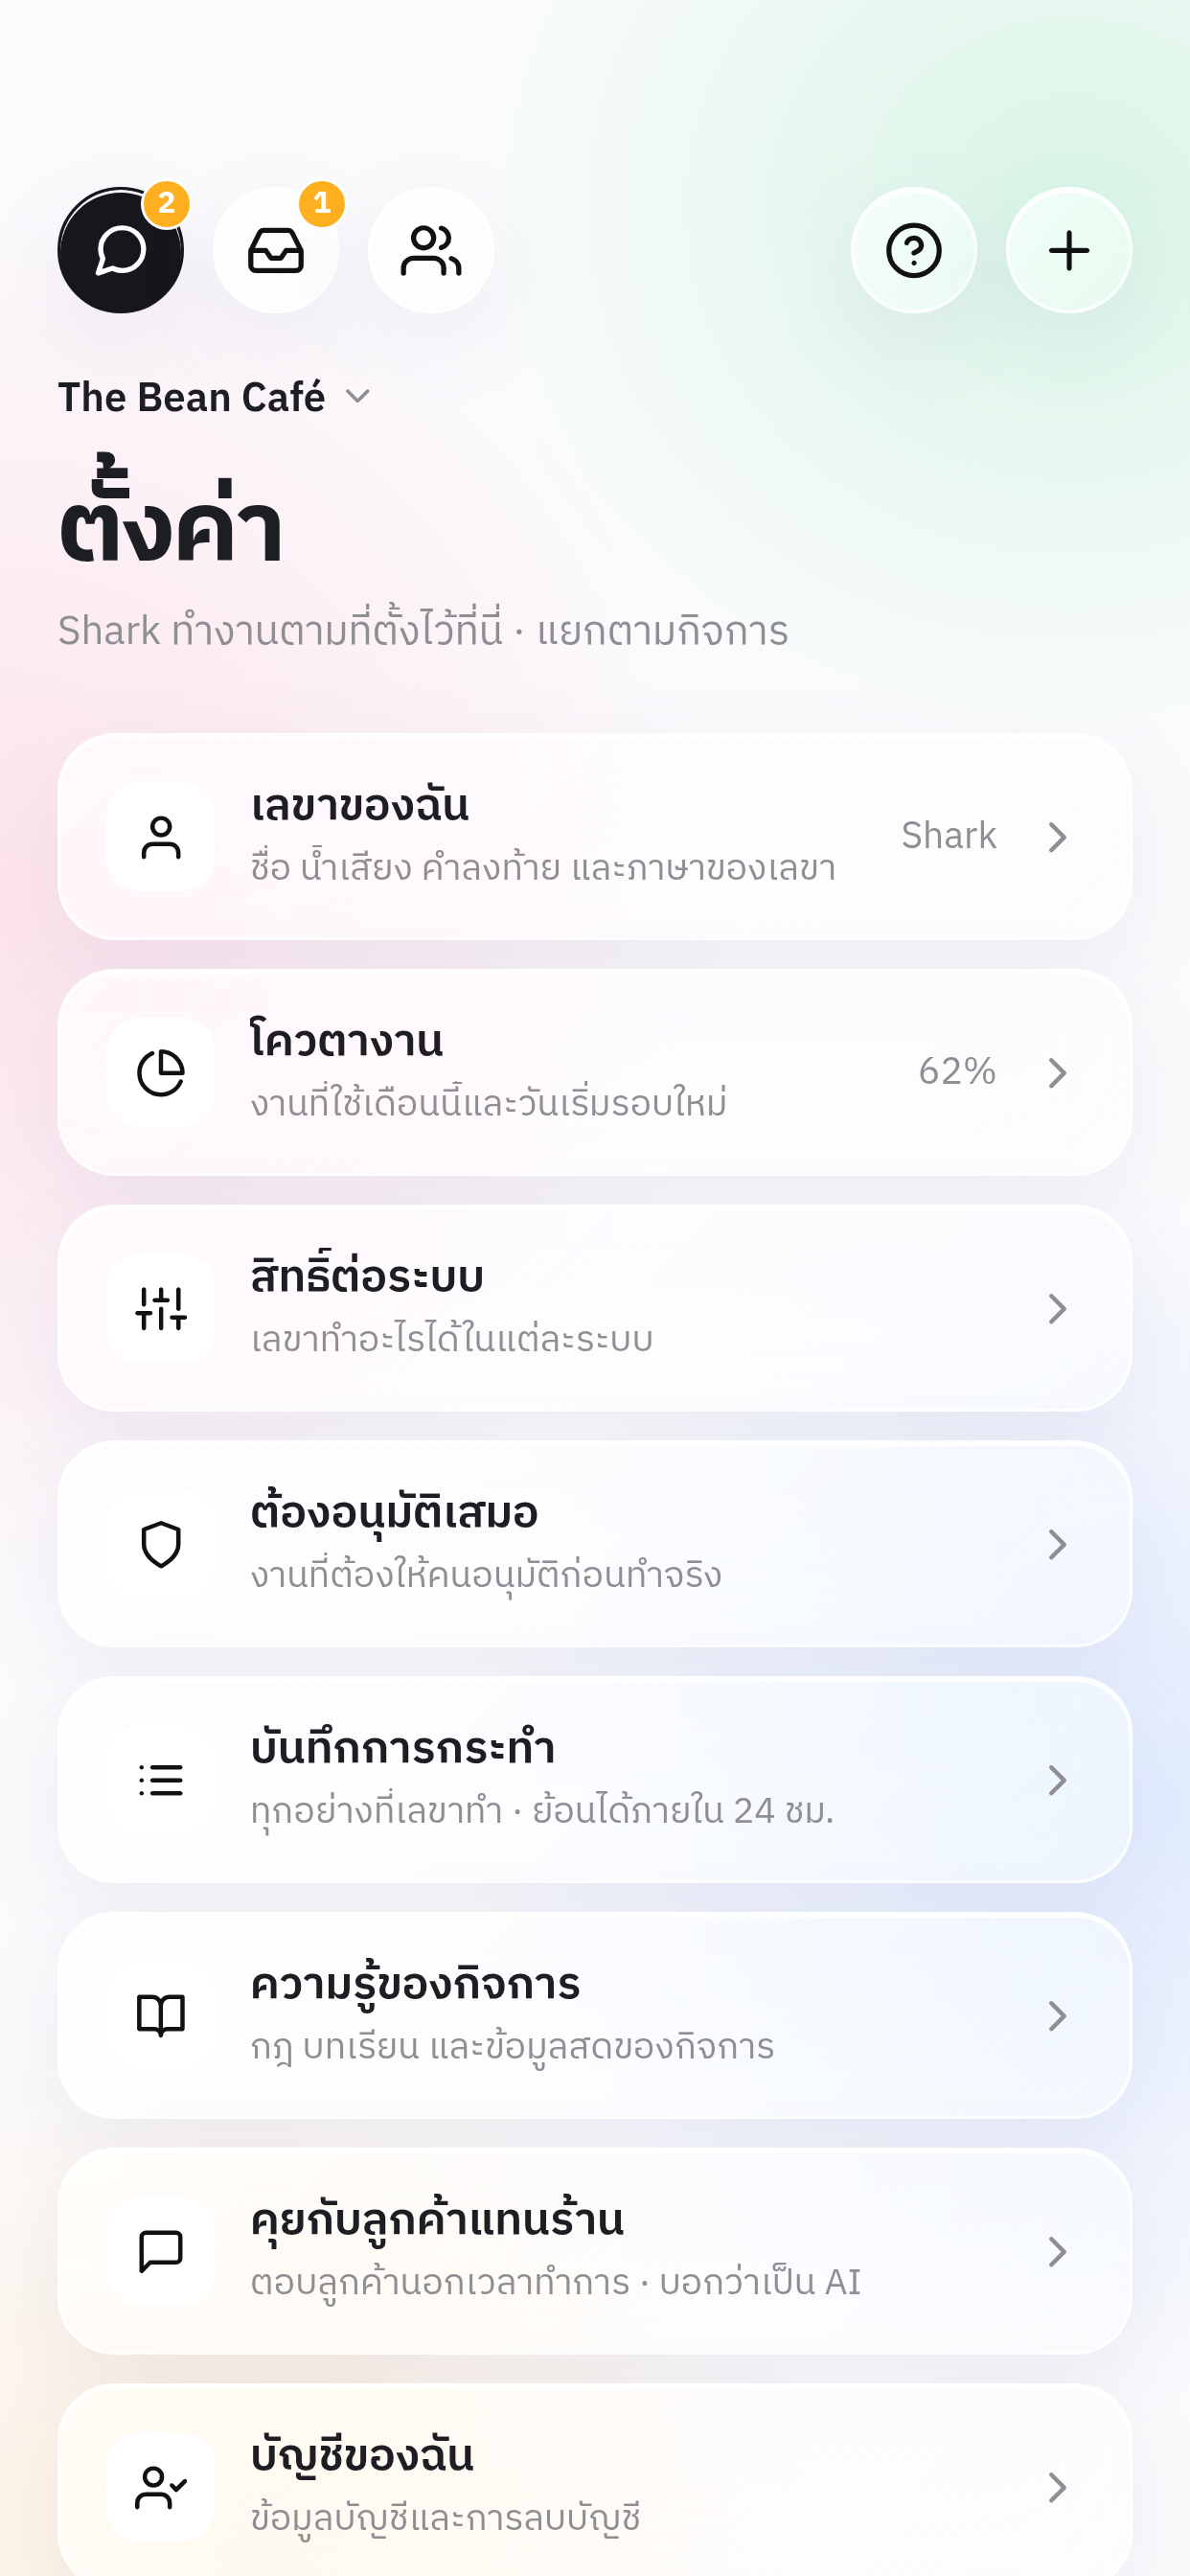 2
1
The Bean Café
ตั้งค่า
Shark ทำงานตามที่ตั้งไว้ที่นี่ · แยกตามกิจการ
เลขาของฉัน
ชื่อ น้ำเสียง คำลงท้าย และภาษาของเลขา
Shark
โควตางาน
งานที่ใช้เดือนนี้และวันเริ่มรอบใหม่
62%
สิทธิ์ต่อระบบ
เลขาทำอะไรได้ในแต่ละระบบ
ต้องอนุมัติเสมอ
งานที่ต้องให้คนอนุมัติก่อนทำจริง
บันทึกการกระทำ
ทุกอย่างที่เลขาทำ · ย้อนได้ภายใน 24 ชม.
ความรู้ของกิจการ
กฎ บทเรียน และข้อมูลสดของกิจการ
คุยกับลูกค้าแทนร้าน
ตอบลูกค้านอกเวลาทำการ · บอกว่าเป็น AI
บัญชีของฉัน
ข้อมูลบัญชีและการลบบัญชี